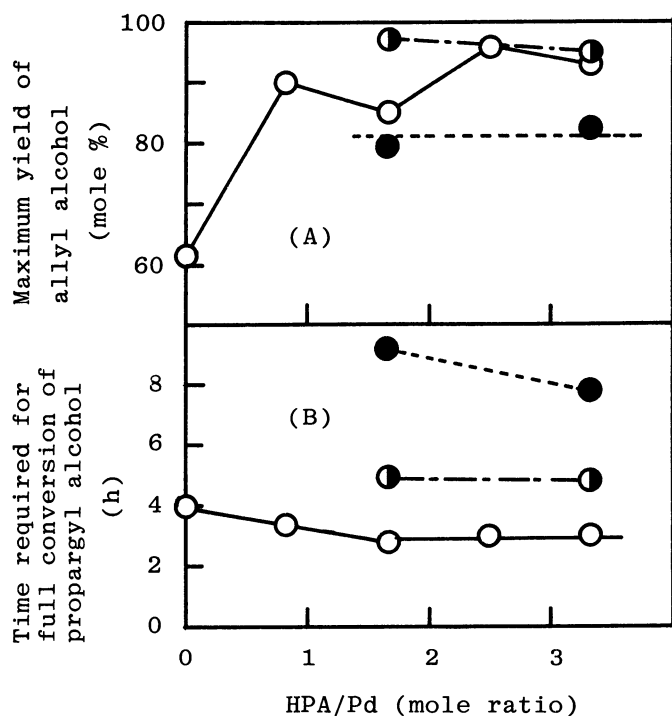 Maximum yield of
allyl alcohol
(mole %)
100
80
60
(A)
Time required for
full conversion of
propargyl alcohol
(h)
8
6
4
2
0
(B)
0 1 2 3
HPA/Pd (mole ratio)